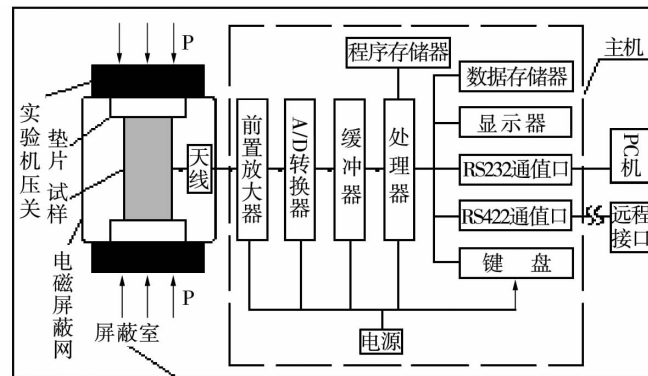 P
实验机压关
垫片
试样
电磁屏蔽网
P
屏蔽室
天线
前置放大器
A/D转换器
缓冲器
处理器
程序存储器
数据存储器
显示器
RS232通值口
RS422通值口
键 盘
电源
主机
PC机
远程
接口